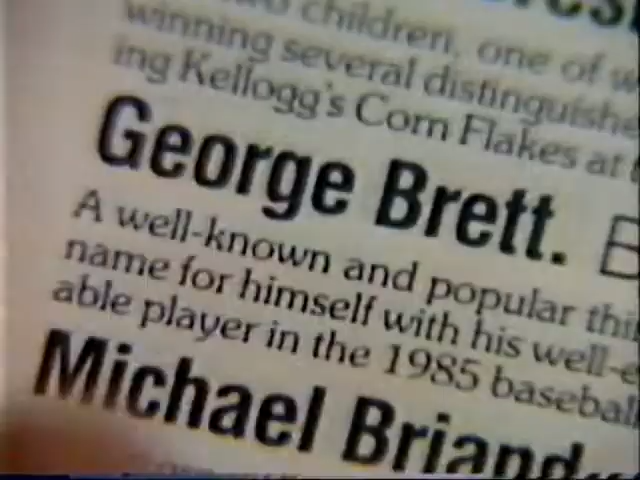 children, one of
winning several distinguishe
ing Kellogg's Corn Flakes at
George Brett.
A well-known and popular thi
name for himself with his well-e
able player in the 1985 baseball
Michael Briand